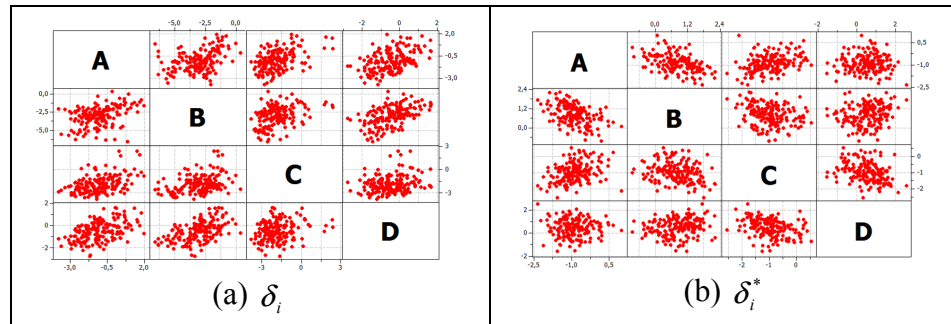 -5,0 -2,5 0,0 -2 0 2
A 2,0 -0,5 -3,0
0,0 -2,5 -5,0 B
C 3 0 -3
2 0 -2 D
-3,0 -0,5 2,0 -3 0 3
(a) δi
0,0 1,2 2,4 -2 0 2
A 0,5 -1,0 -2,5
2,4 1,2 0,0 B
C 0 -1 -2
2 0 -2 D
-2,5 -1,0 0,5 -2 -1 0
(b) δi*